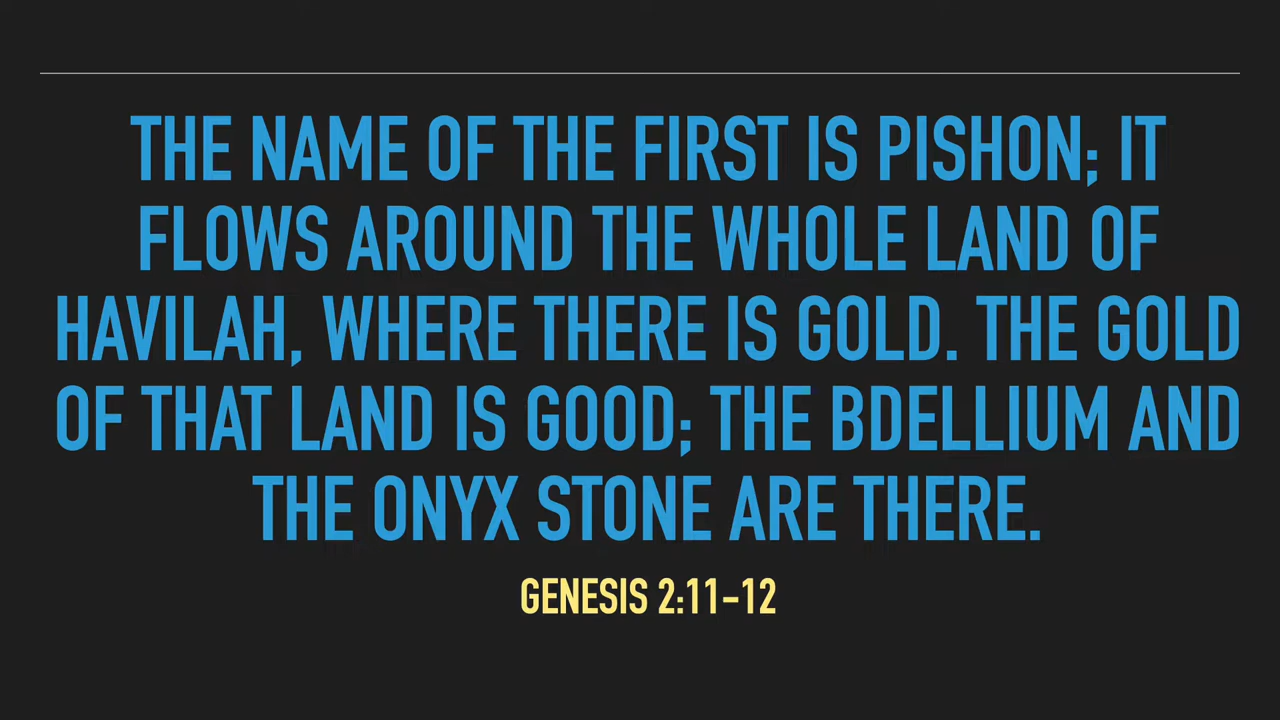 THE NAME OF THE FIRST IS PISHON; IT
FLOWS AROUND THE WHOLE LAND OF
HAVILAH, WHERE THERE IS GOLD. THE GOLD
OF THAT LAND IS GOOD; THE BDELLIUM AND
THE ONYX STONE ARE THERE.
GENESIS 2:11–12